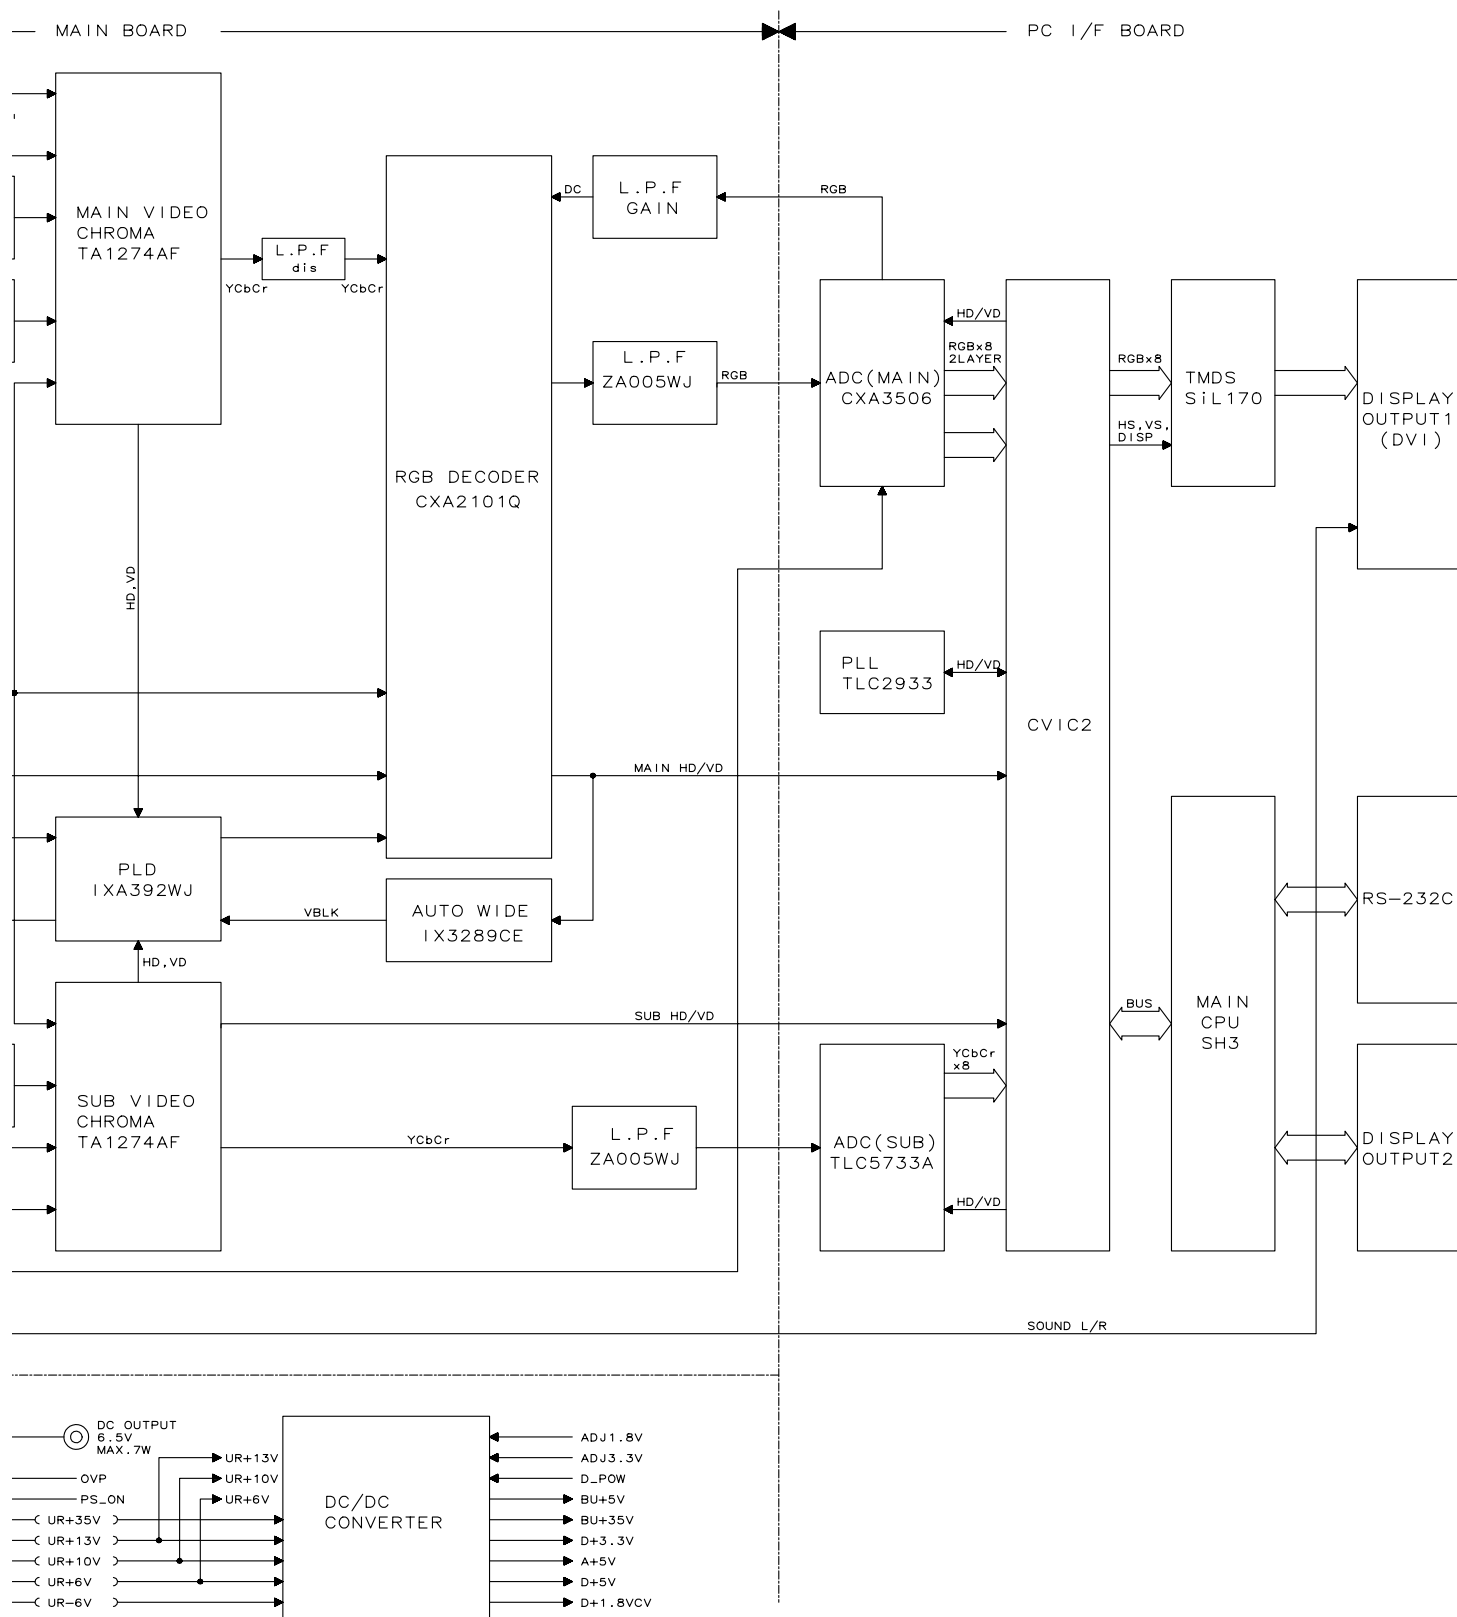 MAIN BOARD
PC I/F BOARD
MAIN VIDEO
CHROMA
TA1274AF
L.P.F
dis
YCbCr
YCbCr
DC
L.P.F
GAIN
RGB
L.P.F
ZA005WJ
RGB
RGB DECODER
CXA2101Q
HD/VD
RGBx8
2LAYER
ADC(MAIN)
CXA3506
RGBx8
HS,VS,
DISP
TMDS
SiL170
DISPLAY
OUTPUT1
(DVI)
HD,VD
PLL
TLC2933
HD/VD
CVIC2
MAIN HD/VD
PLD
IXA392WJ
VBLK
AUTO WIDE
IX3289CE
RS-232C
HD,VD
SUB HD/VD
BUS
MAIN
CPU
SH3
YCbCr
x8
SUB VIDEO
CHROMA
TA1274AF
YCbCr
L.P.F
ZA005WJ
ADC(SUB)
TLC5733A
HD/VD
DISPLAY
OUTPUT2
SOUND L/R
DC OUTPUT
6.5V
MAX.7W
OVP
PS_ON
UR+35V
UR+13V
UR+10V
UR+6V
UR-6V
UR+13V
UR+10V
UR+6V
DC/DC
CONVERTER
ADJ1.8V
ADJ3.3V
D_POW
BU+5V
BU+35V
D+3.3V
A+5V
D+5V
D+1.8VCV